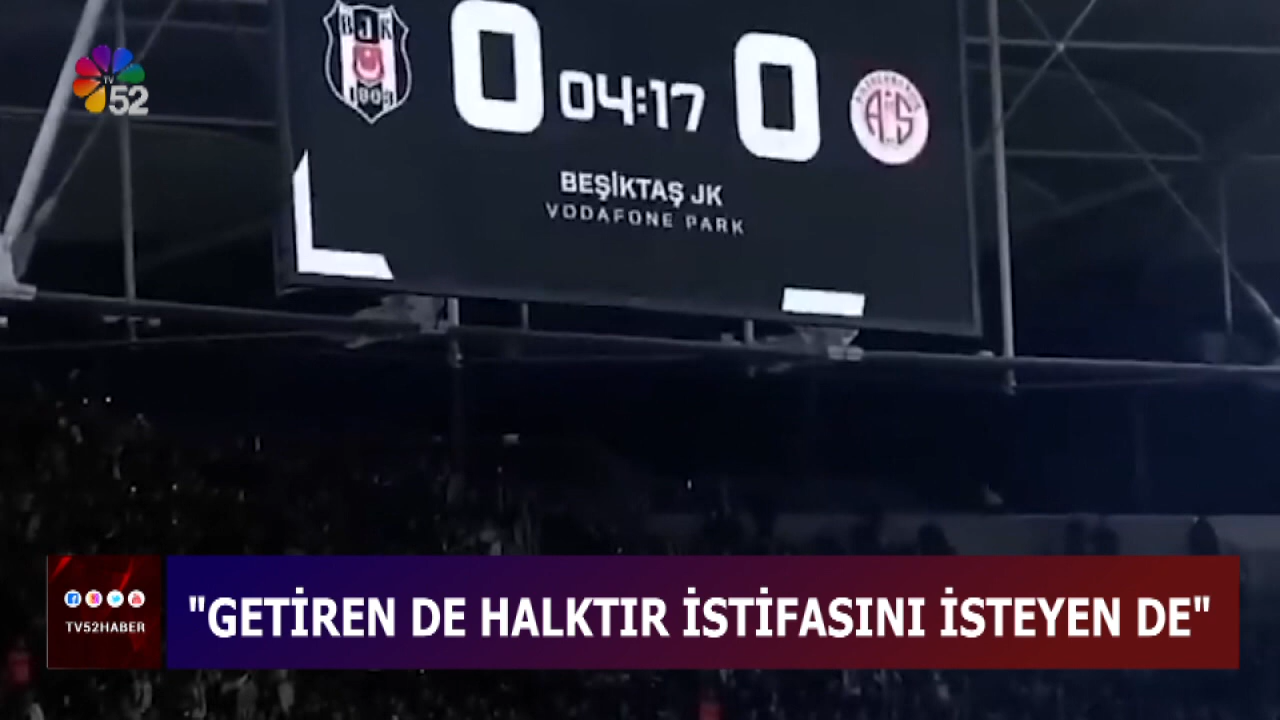 BJK
1903
0 04:17 0
BEŞİKTAŞ JK
VODAFONE PARK
TV
52
TV52HABER
"GETİREN DE HALKTIR İSTİFASINI İSTEYEN DE"